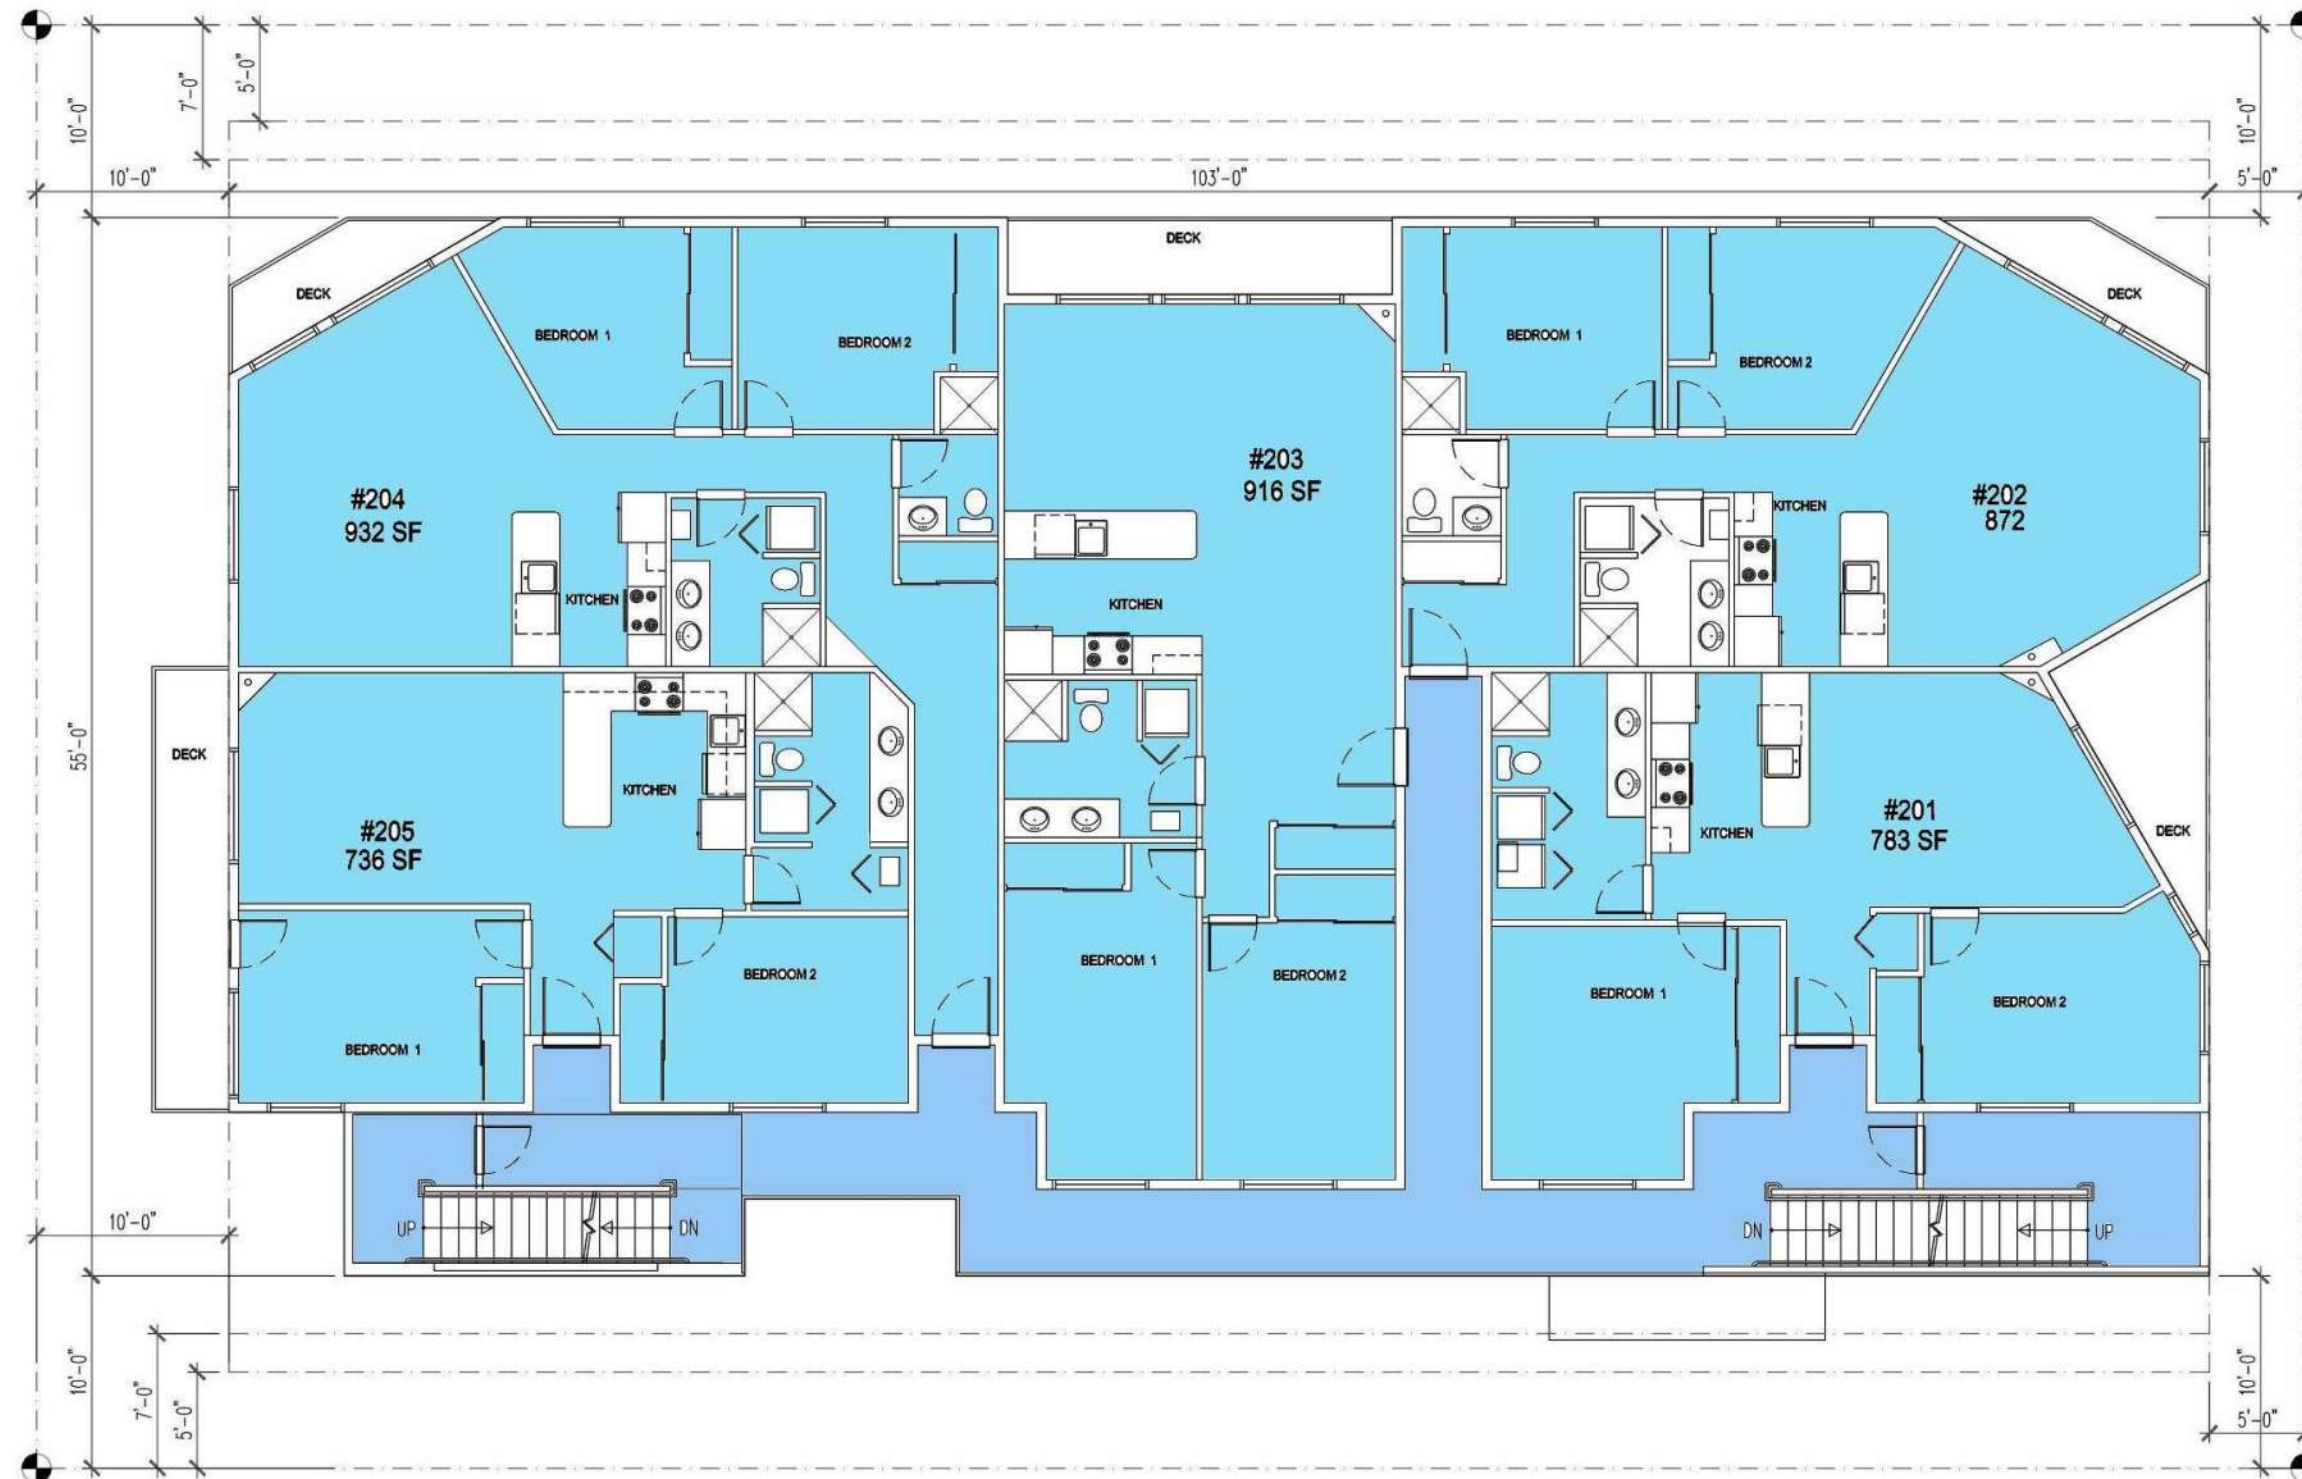 10'-0"
7'-0"
5'-0"
10'-0"
10'-0"
103'-0"
5'-0"
DECK
DECK
DECK
BEDROOM 1
BEDROOM 2
BEDROOM 1
BEDROOM 2
#204
932 SF
#203
916 SF
#202
872
KITCHEN
KITCHEN
KITCHEN
55'-0"
DECK
KITCHEN
#205
736 SF
KITCHEN
#201
783 SF
DECK
BEDROOM 1
BEDROOM 2
BEDROOM 1
BEDROOM 2
BEDROOM 1
BEDROOM 2
10'-0"
UP
DN
DN
UP
10'-0"
7'-0"
5'-0"
10'-0"
5'-0"